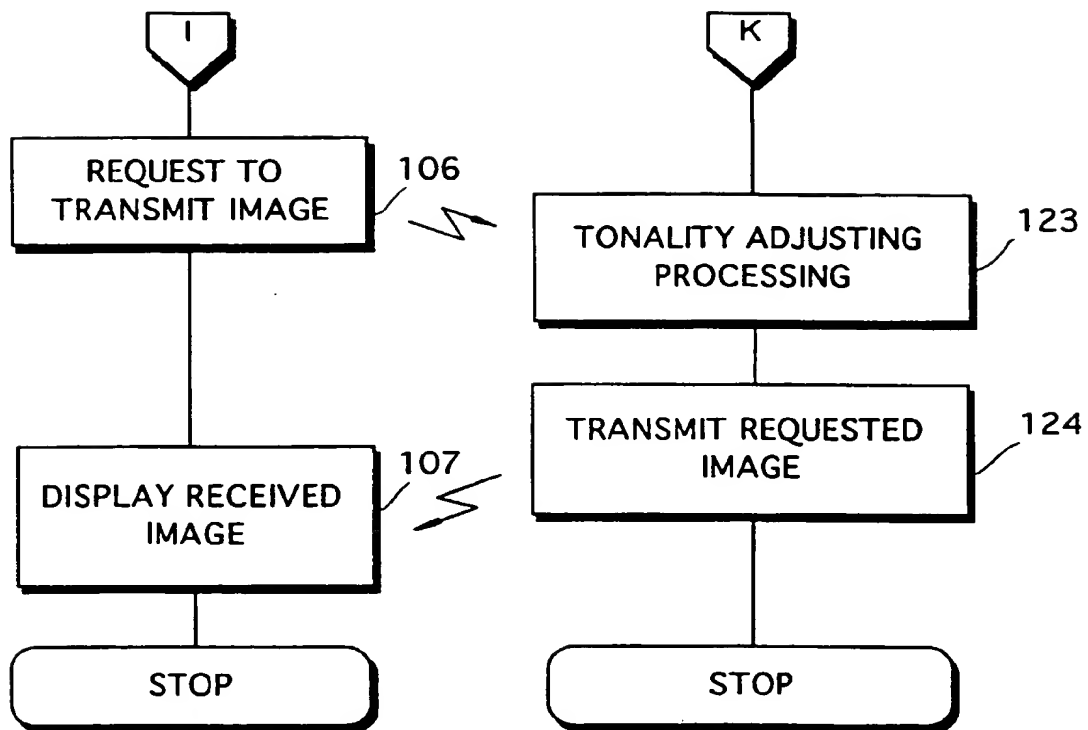 I
K
REQUEST TO
TRANSMIT IMAGE
106
TONALITY ADJUSTING
PROCESSING
123
TRANSMIT REQUESTED
IMAGE
124
DISPLAY RECEIVED
IMAGE
107
STOP
STOP